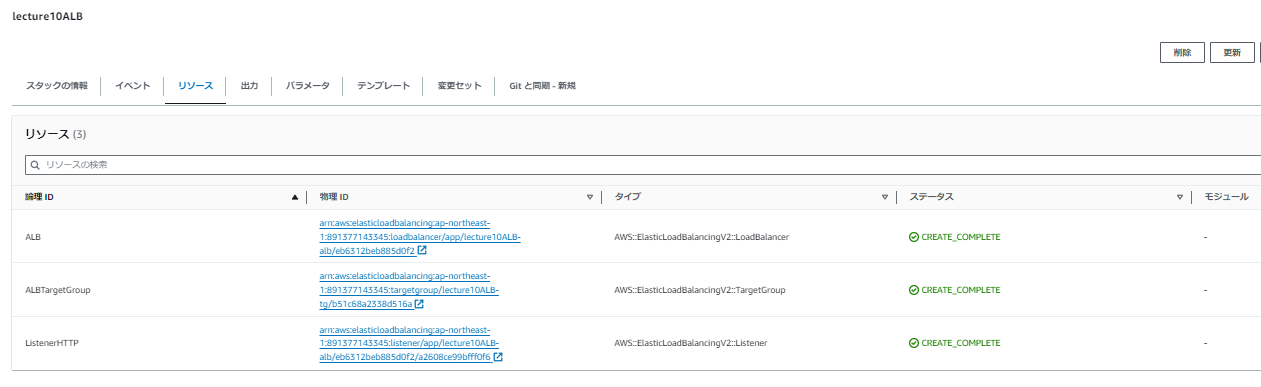 lecture10ALB
削除 更新
スタックの情報 イベント リソース 出力 パラメータ テンプレート 変更セット Git と同期 - 新規
リソース (3)
リソースの検索
論理 ID 物理 ID タイプ ステータス モジュール
ALB arn:aws:elasticloadbalancing:ap-northeast- AWS::ElasticLoadBalancingV2::LoadBalancer CREATE_COMPLETE -
1:891377143345:loadbalancer/app/lecture10ALB-
alb/eb6312beb885d0f2
ALBTargetGroup arn:aws:elasticloadbalancing:ap-northeast- AWS::ElasticLoadBalancingV2::TargetGroup CREATE_COMPLETE -
1:891377143345:targetgroup/lecture10ALB-
tg/b51c68a2338d516a
ListenerHTTP arn:aws:elasticloadbalancing:ap-northeast- AWS::ElasticLoadBalancingV2::Listener CREATE_COMPLETE -
1:891377143345:listener/app/lecture10ALB-
alb/eb6312beb885d0f2/a2608ce99bfff0f6